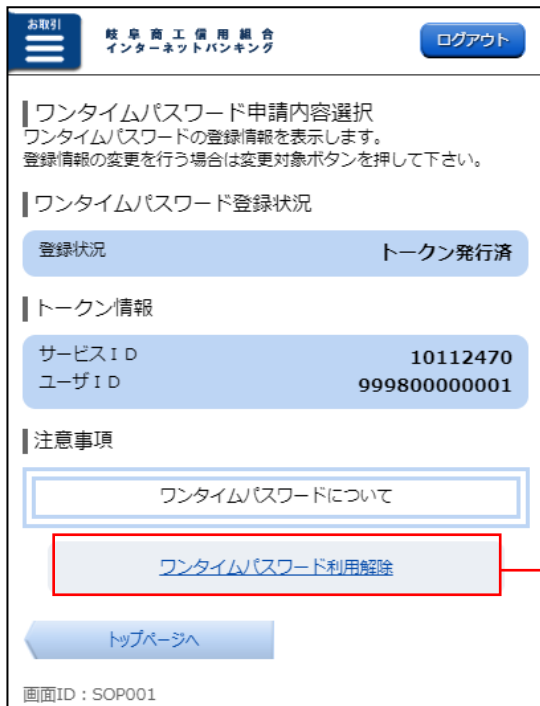 お取引
岐阜商工信用組合
インターネットバンキング
ログアウト
ワンタイムパスワード申請内容選択
ワンタイムパスワードの登録情報を表示します。
登録情報の変更を行う場合は変更対象ボタンを押して下さい。
ワンタイムパスワード登録状況
登録状況 トークン発行済
トークン情報
サービスＩＤ 10112470
ユーザＩＤ 999800000001
注意事項
ワンタイムパスワードについて
ワンタイムパスワード利用解除
トップページへ
画面ID：SOP001